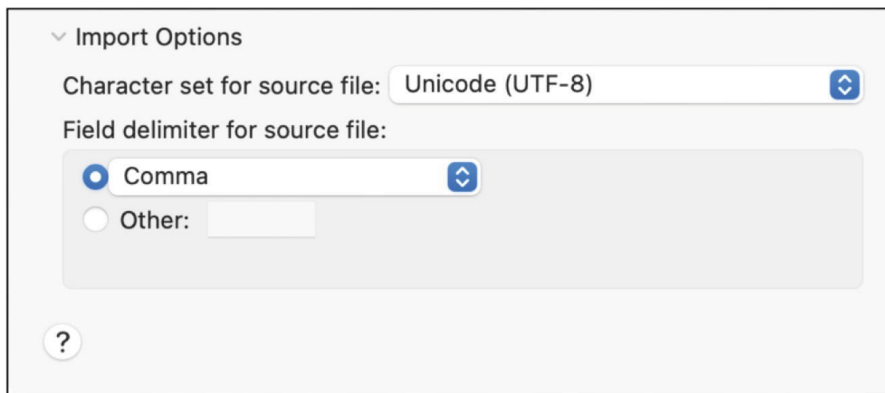 Import Options
Character set for source file: Unicode (UTF-8)
Field delimiter for source file:
Comma
Other:
?